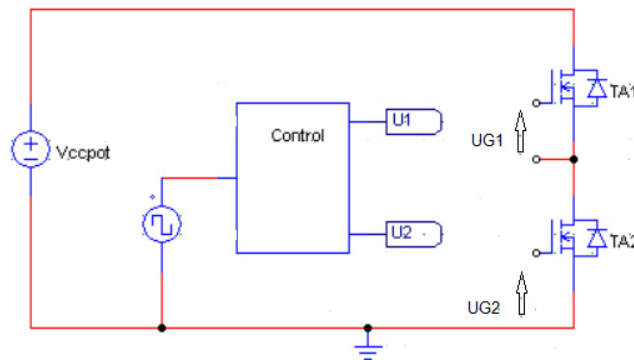 TA1
U1
Control
UG1
Vccpot
U2
TA2
UG2